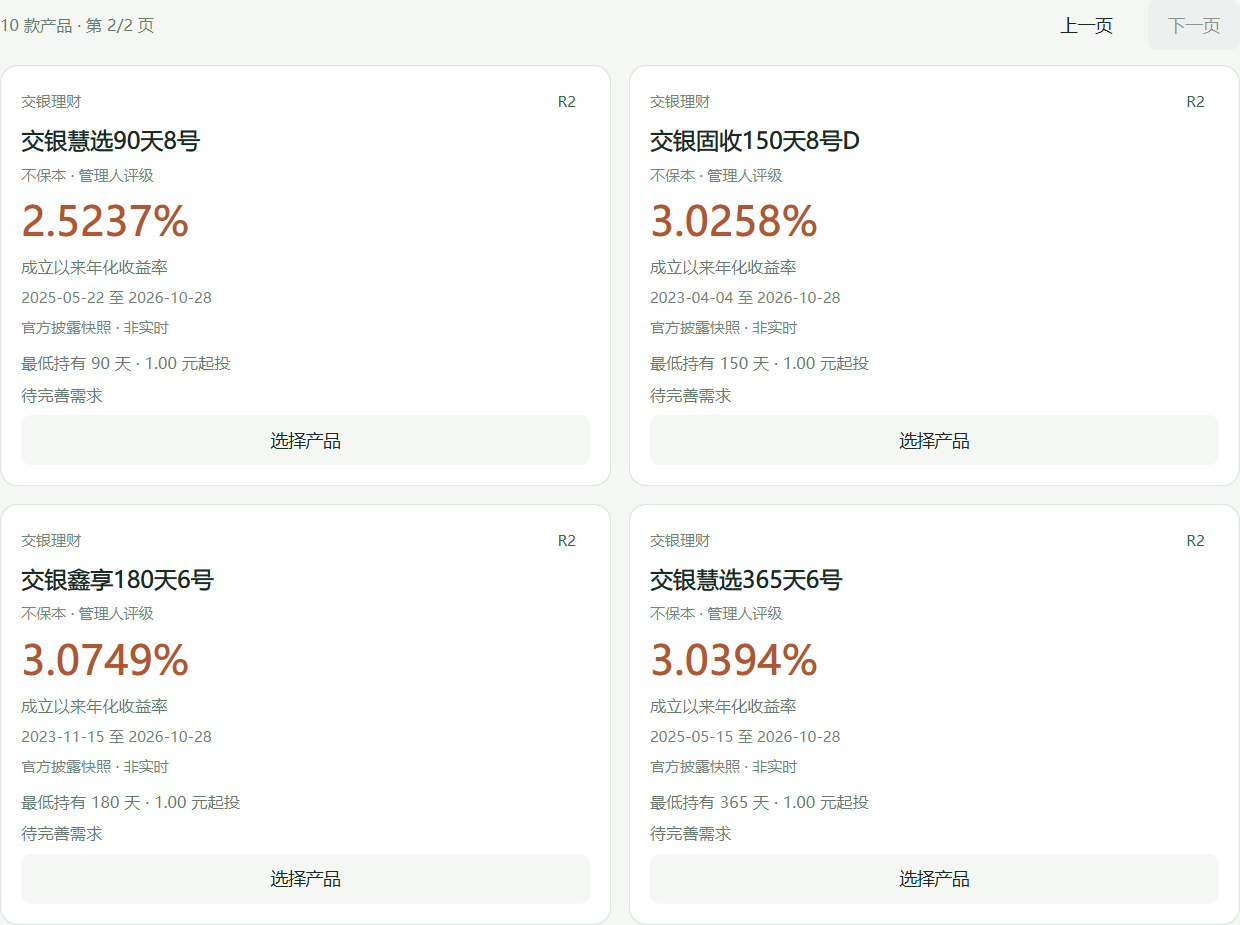 10 款产品 · 第 2/2 页
上一页
下一页
交银理财
R2
交银慧选90天8号
不保本 · 管理人评级
2.5237%
成立以来年化收益率
2025-05-22 至 2026-10-28
官方披露快照 · 非实时
最低持有 90 天 · 1.00 元起投
待完善需求
选择产品
交银理财
R2
交银固收150天8号D
不保本 · 管理人评级
3.0258%
成立以来年化收益率
2023-04-04 至 2026-10-28
官方披露快照 · 非实时
最低持有 150 天 · 1.00 元起投
待完善需求
选择产品
交银理财
R2
交银鑫享180天6号
不保本 · 管理人评级
3.0749%
成立以来年化收益率
2023-11-15 至 2026-10-28
官方披露快照 · 非实时
最低持有 180 天 · 1.00 元起投
待完善需求
选择产品
交银理财
R2
交银慧选365天6号
不保本 · 管理人评级
3.0394%
成立以来年化收益率
2025-05-15 至 2026-10-28
官方披露快照 · 非实时
最低持有 365 天 · 1.00 元起投
待完善需求
选择产品